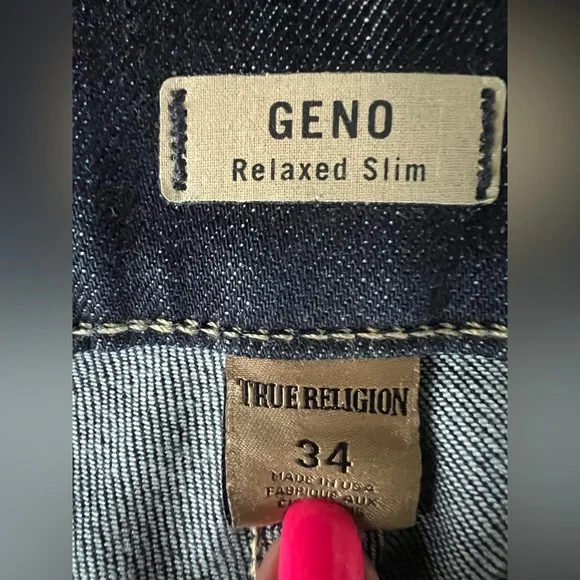 GENO
Relaxed Slim
TRUE RELIGION
34
MADE IN USA
FABRIQUE AUX